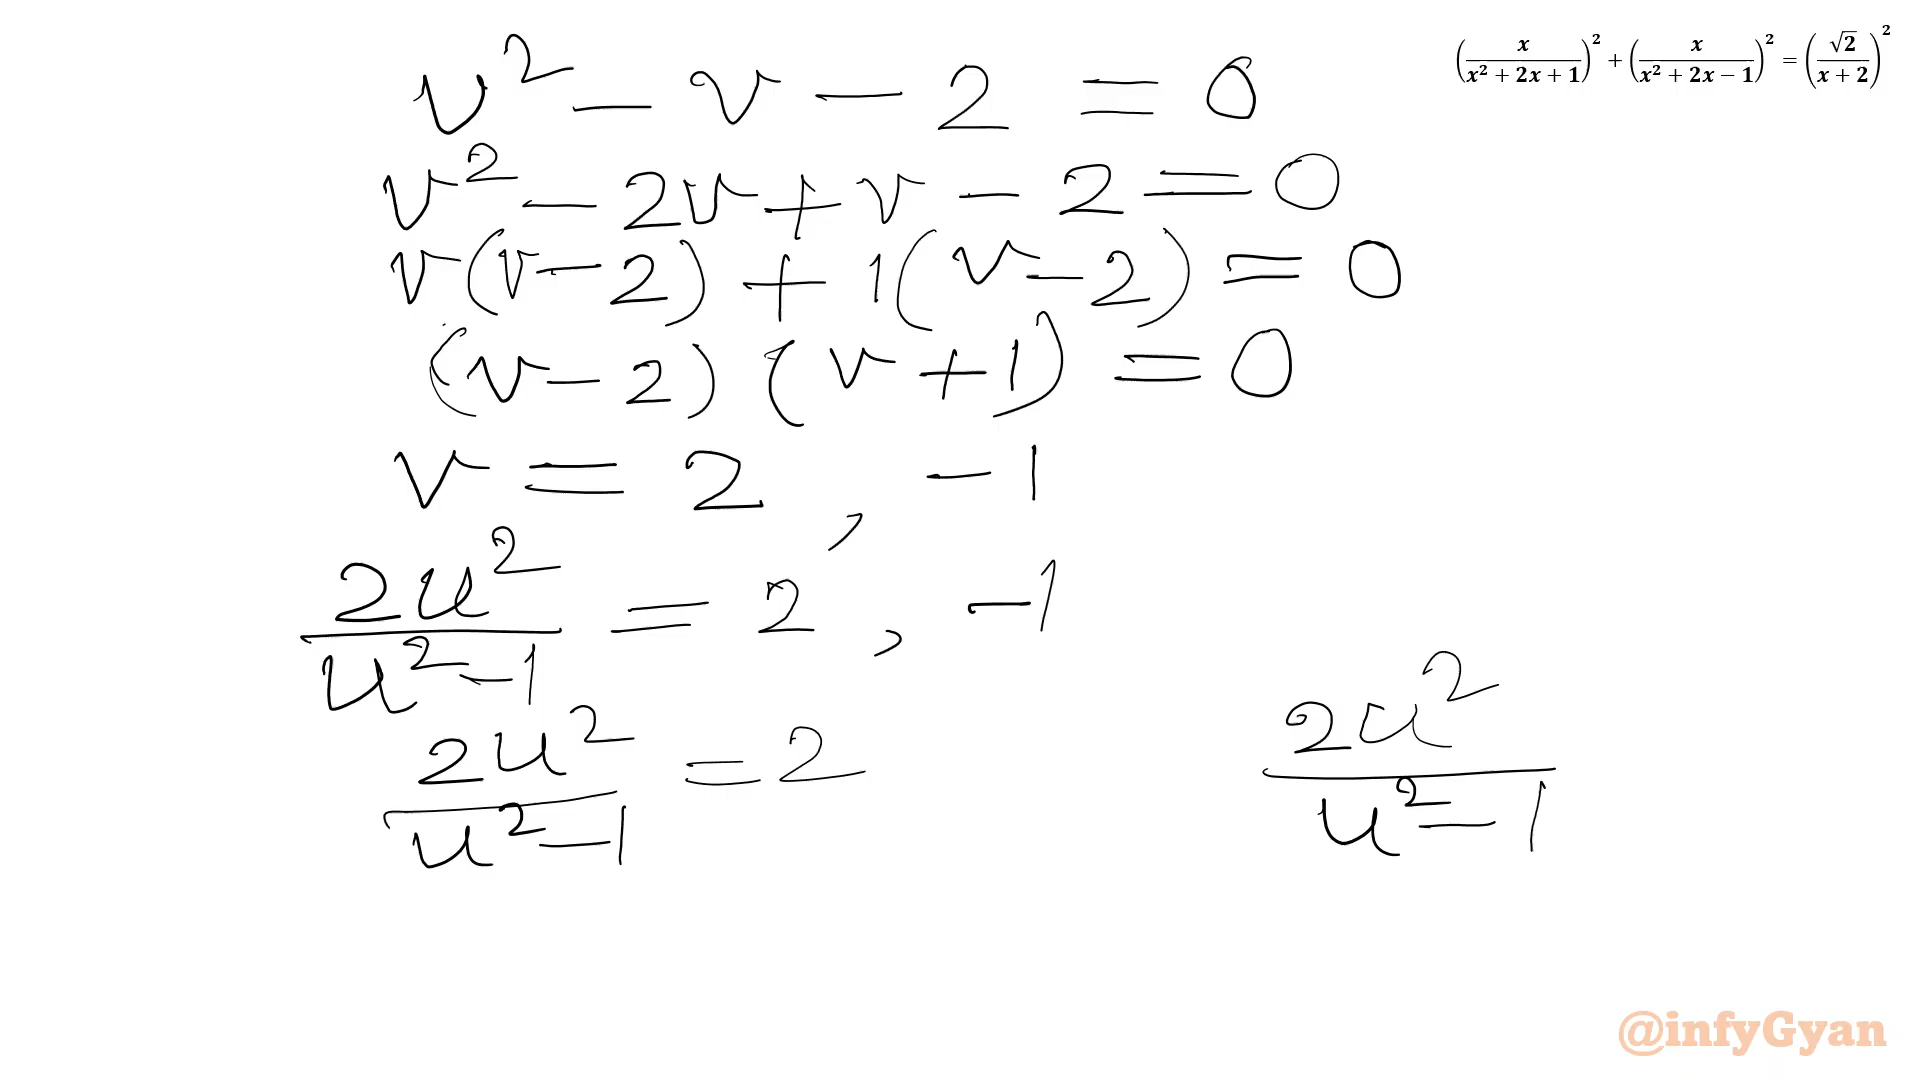 (x/(x² + 2x + 1))² + (x/(x² + 2x − 1))² = (√2/(x + 2))²
v² − v − 2 = 0
v² − 2v + v − 2 = 0
v(v − 2) + 1(v − 2) = 0
(v − 2)(v + 1) = 0
v = 2, −1
2u²/(u² − 1) = 2, −1
2u²/(u² − 1) = 2
2u²/(u² − 1)
@infyGyan